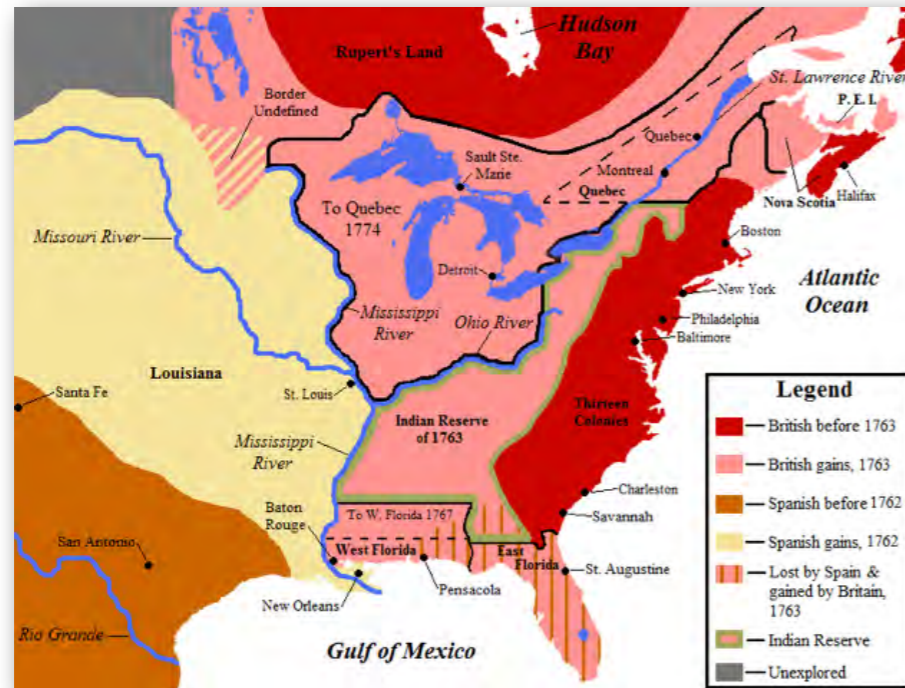 Hudson
Bay
Rupert's Land
St. Lawrence River
Border
Undefined
P. E. I.
Quebec
Sault Ste.
Marie
Montreal
Quebec
Nova Scotia
Halifax
To Quebec
1774
Missouri River
Boston
Detroit
Atlantic
Ocean
New York
Mississippi
River
Ohio River
Philadelphia
Baltimore
Louisiana
St. Louis
Santa Fe
Indian Reserve
of 1763
Thirteen
Colonies
Mississippi
River
Charleston
Savannah
To W. Florida 1767
Baton
Rouge
West Florida
East
Florida
San Antonio
St. Augustine
New Orleans
Pensacola
Rio Grande
Gulf of Mexico
Legend
British before 1763
British gains, 1763
Spanish before 1762
Spanish gains, 1762
Lost by Spain &
gained by Britain,
1763
Indian Reserve
Unexplored